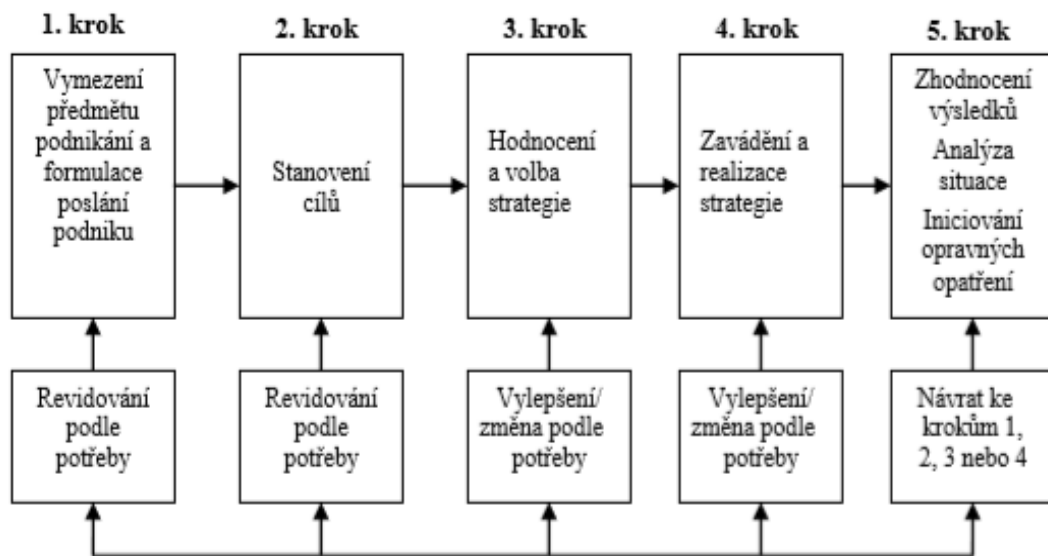 1. krok
2. krok
3. krok
4. krok
5. krok
Vymezení
předmětu
podnikání a
formulace
poslání
podniku
Stanovení
cílů
Hodnocení
a volba
strategie
Zavádění a
realizace
strategie
Zhodnocení
výsledků
Analýza
situace
Iniciování
opravných
opatření
Revidování
podle
potřeby
Revidování
podle
potřeby
Vylepšení/
změna podle
potřeby
Vylepšení/
změna podle
potřeby
Návrat ke
krokům 1,
2, 3 nebo 4